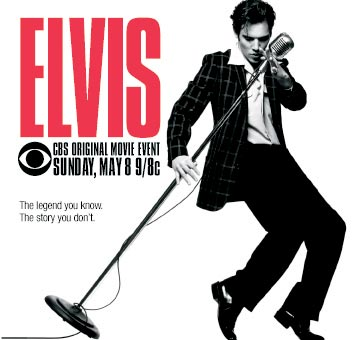 ELVIS
CBS ORIGINAL MOVIE EVENT
SUNDAY, MAY 8 9/8c
The legend you know.
The story you don't.